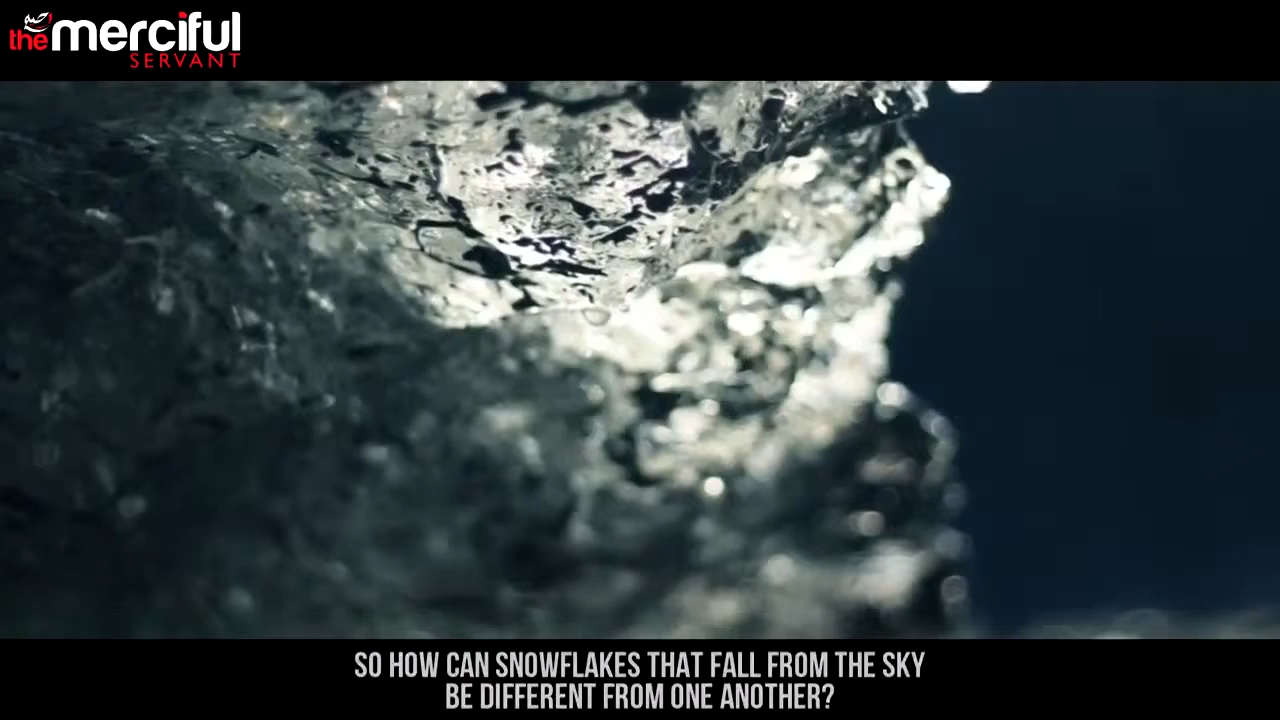 the merciful
SERVANT
SO HOW CAN SNOWFLAKES THAT FALL FROM THE SKY
BE DIFFERENT FROM ONE ANOTHER?